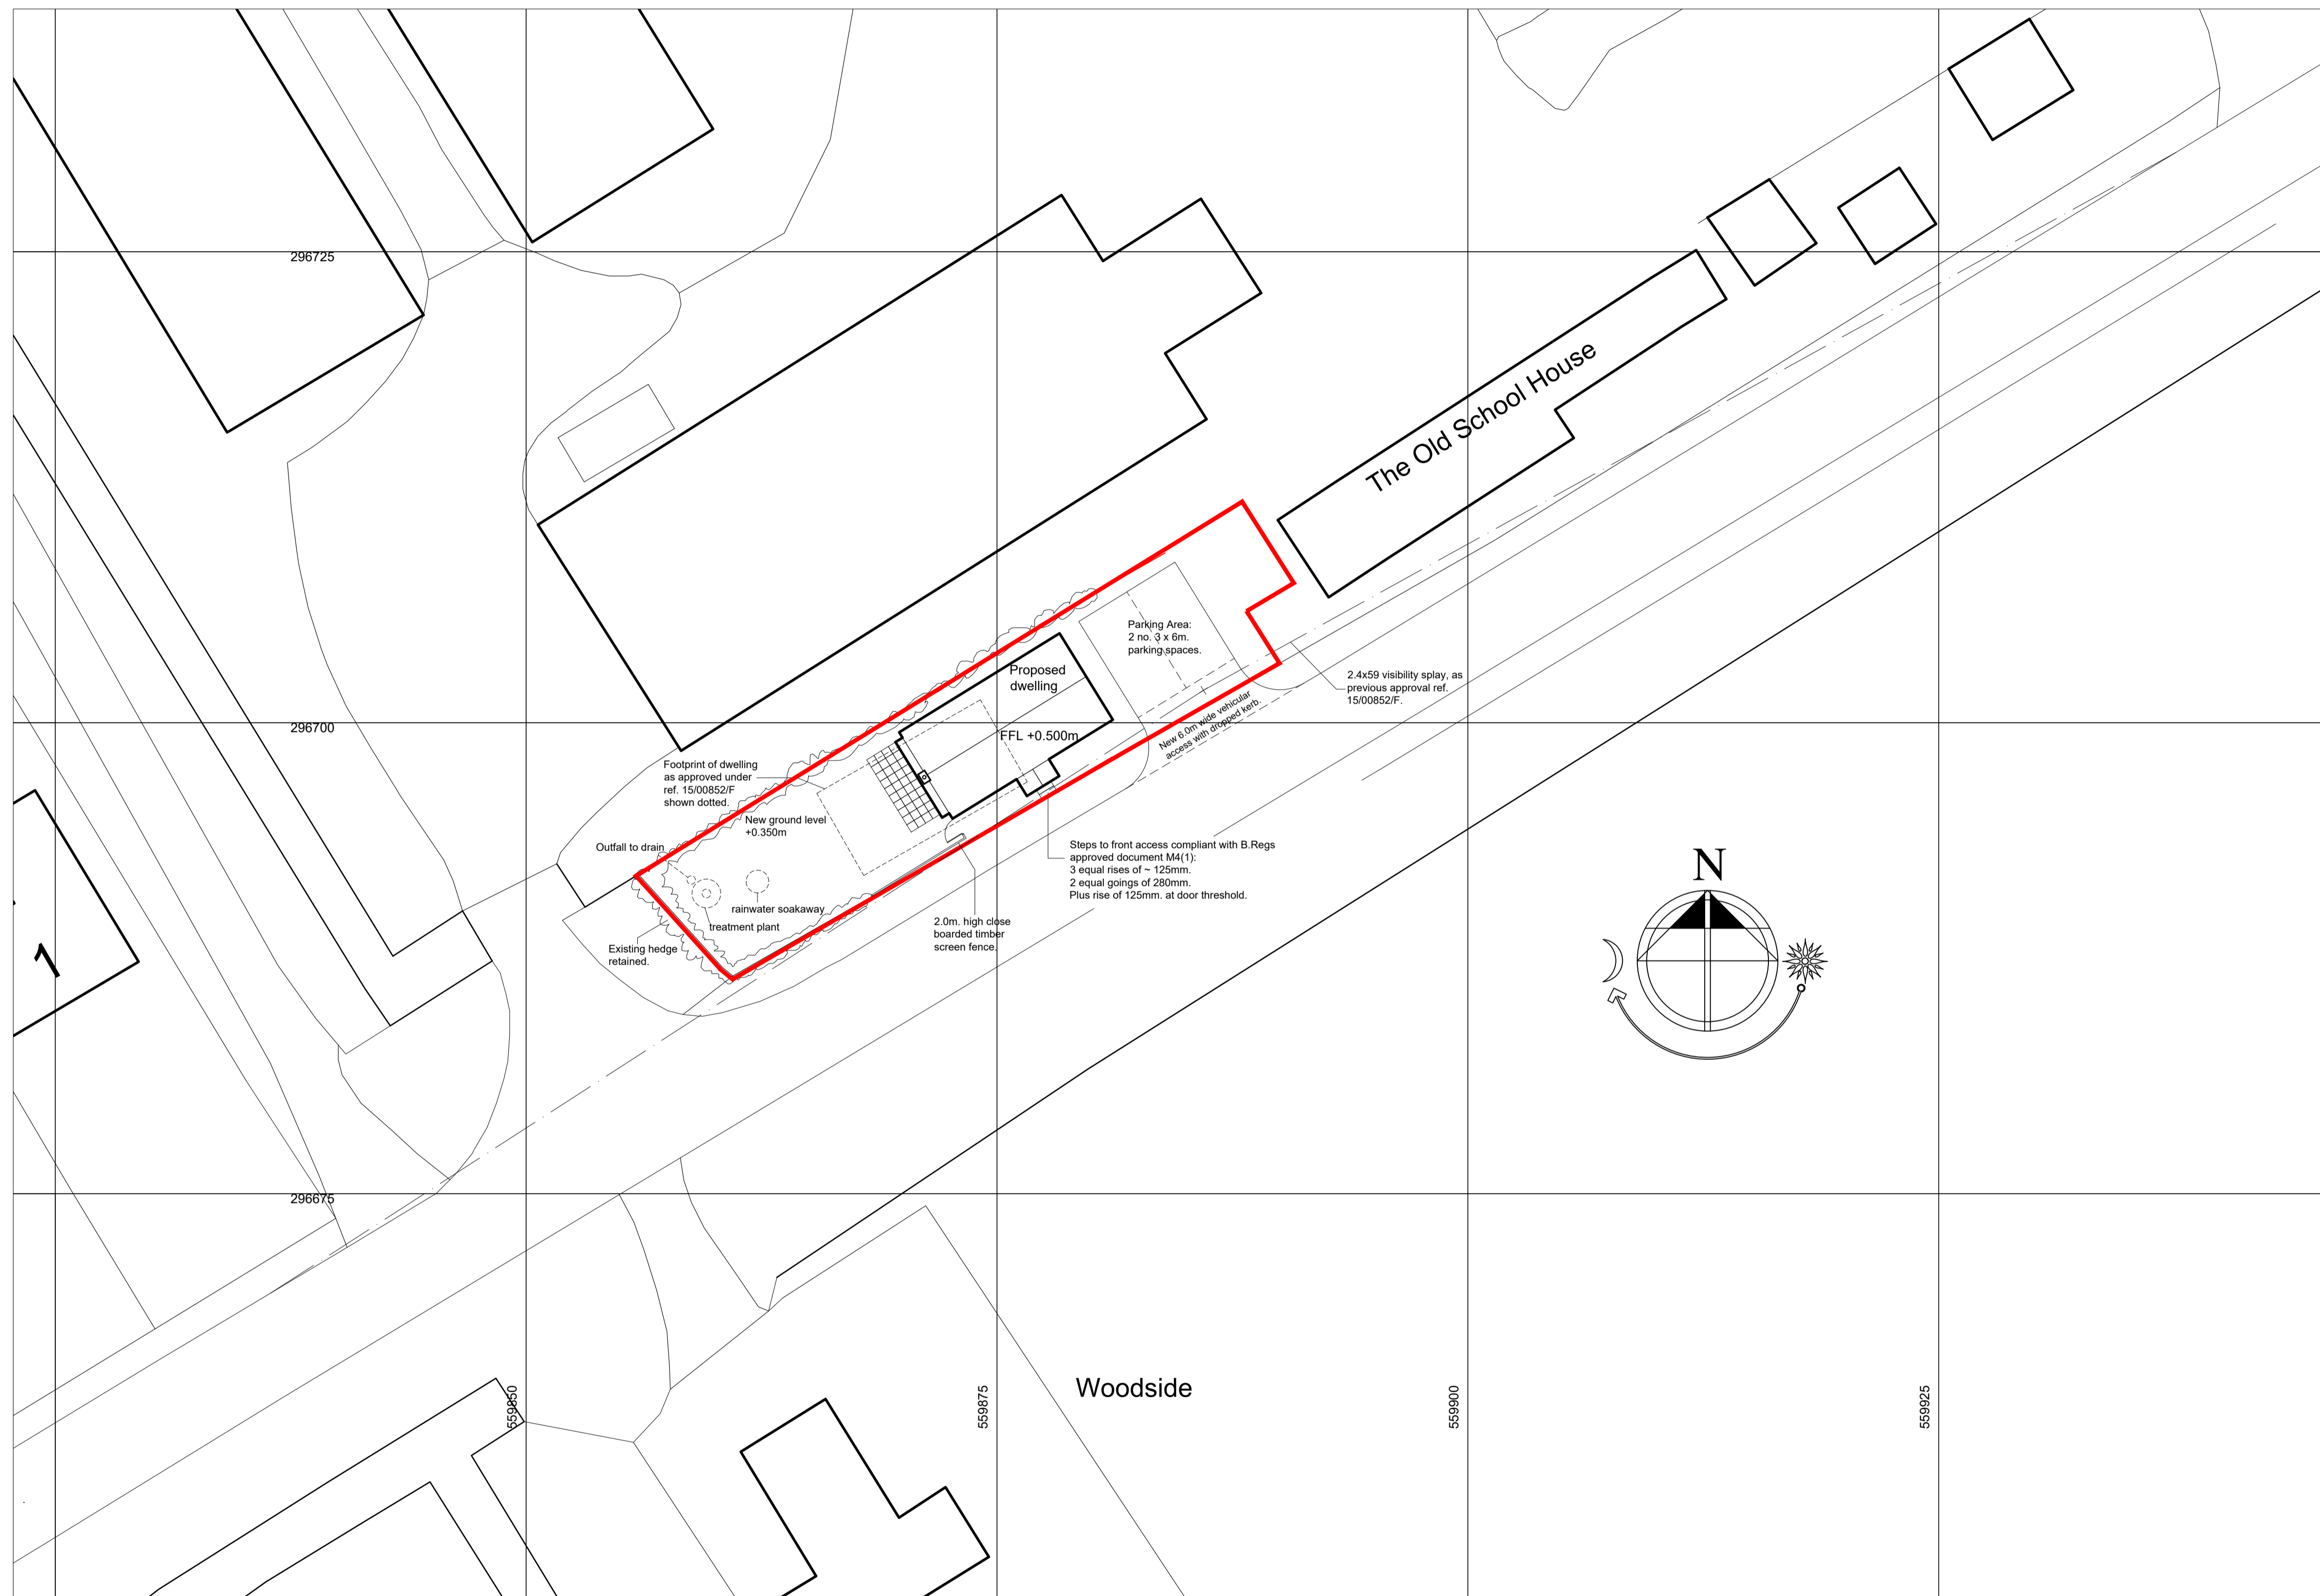 296725
The Old School House
Parking Area:
2 no. 3 x 6m.
parking spaces.
Proposed
dwelling
2.4x59 visibility splay, as
previous approval ref.
15/00852/F.
New 6.0m wide vehicular
access with dropped kerb.
296700
FFL +0.500m
Footprint of dwelling
as approved under
ref. 15/00852/F
shown dotted.
New ground level
+0.350m
Outfall to drain
Steps to front access compliant with B.Regs
approved document M4(1):
3 equal rises of ~ 125mm.
2 equal goings of 280mm.
Plus rise of 125mm. at door threshold.
N
rainwater soakaway
treatment plant
2.0m. high close
boarded timber
screen fence.
Existing hedge
retained.
1
296675
Woodside
559850
559875
559900
559925